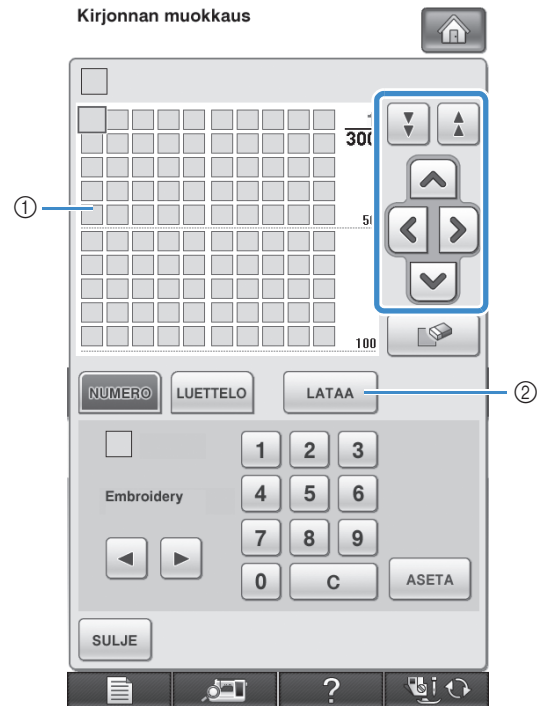 Kirjonnan muokkaus
300
①
50
100
NUMERO LUETTELO LATAA ②
1 2 3
Embroidery 4 5 6
7 8 9
0 C ASETA
SULJE
?